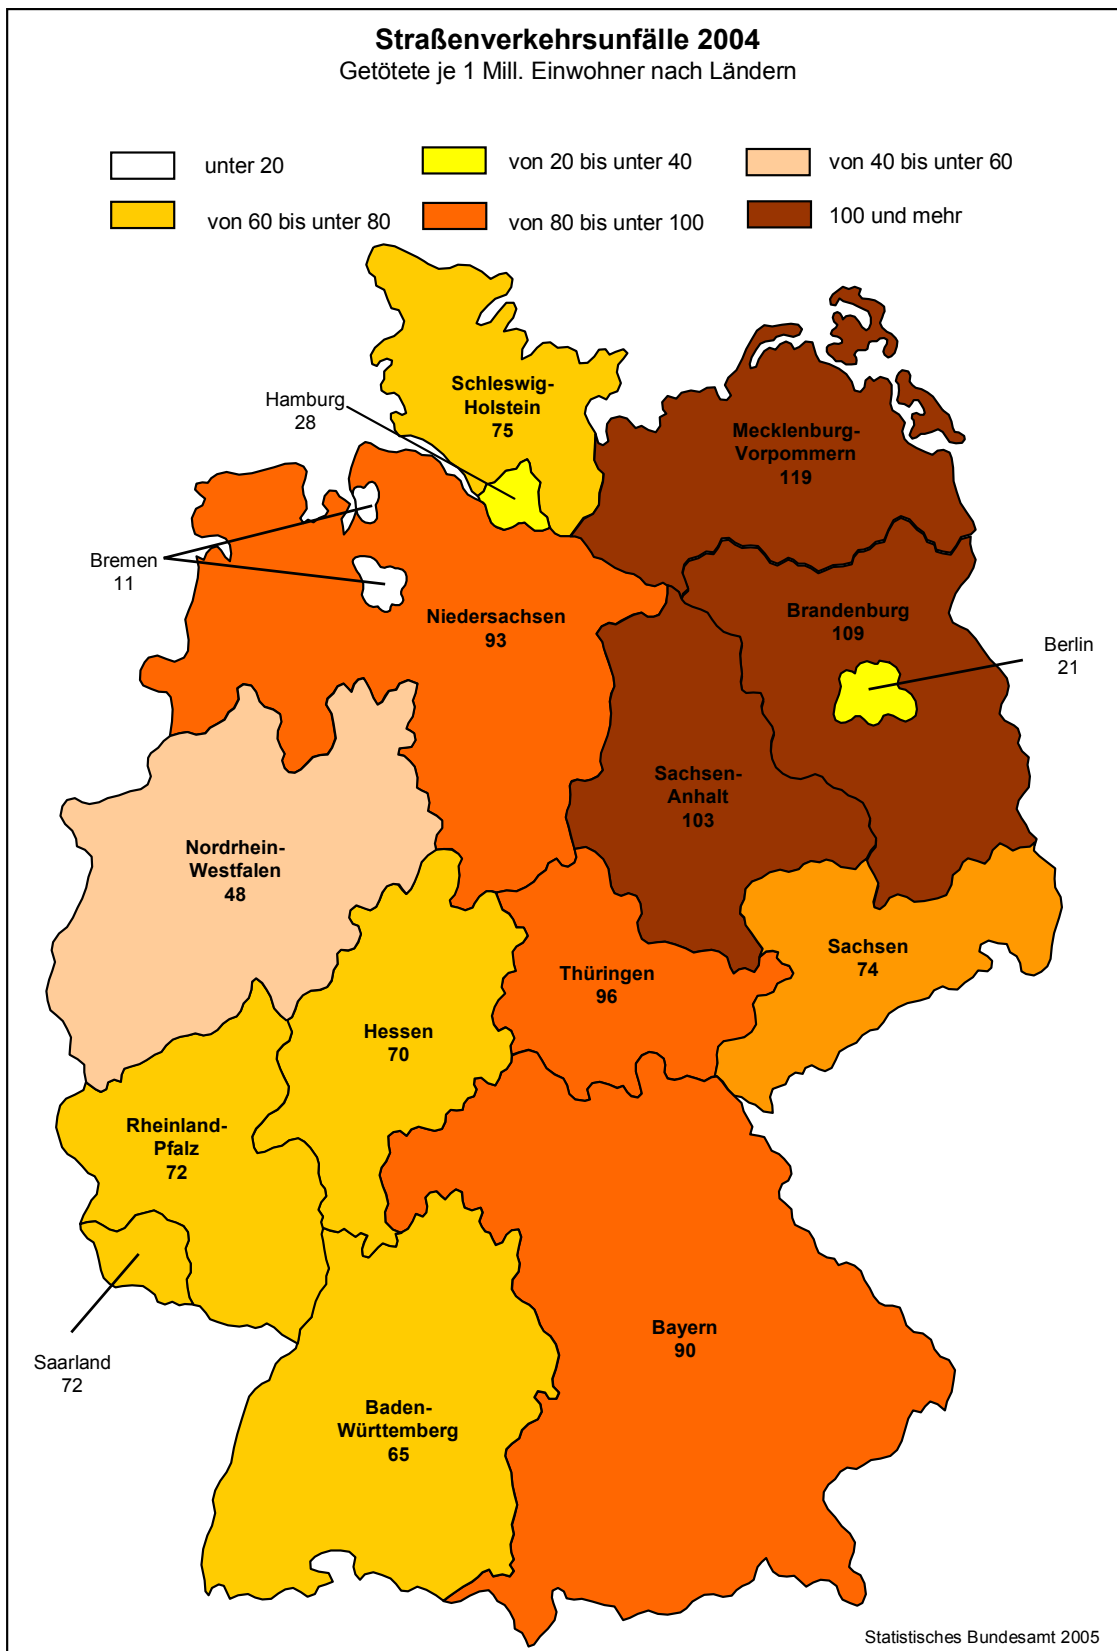 Straßenverkehrsunfälle 2004
Getötete je 1 Mill. Einwohner nach Ländern
unter 20
von 20 bis unter 40
von 40 bis unter 60
von 60 bis unter 80
von 80 bis unter 100
100 und mehr
Schleswig-
Holstein
75
Hamburg
28
Mecklenburg-
Vorpommern
119
Bremen
11
Niedersachsen
93
Brandenburg
109
Berlin
21
Sachsen-
Anhalt
103
Nordrhein-
Westfalen
48
Sachsen
74
Thüringen
96
Hessen
70
Rheinland-
Pfalz
72
Saarland
72
Bayern
90
Baden-
Württemberg
65
Statistisches Bundesamt 2005